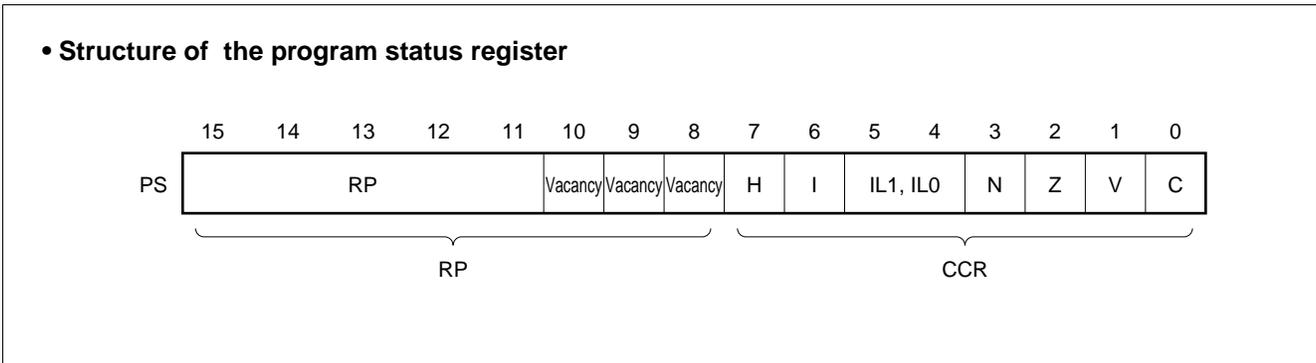 • Structure of the program status register
15 14 13 12 11 10 9 8 7 6 5 4 3 2 1 0
PS RP Vacancy Vacancy Vacancy H I IL1, IL0 N Z V C
RP CCR